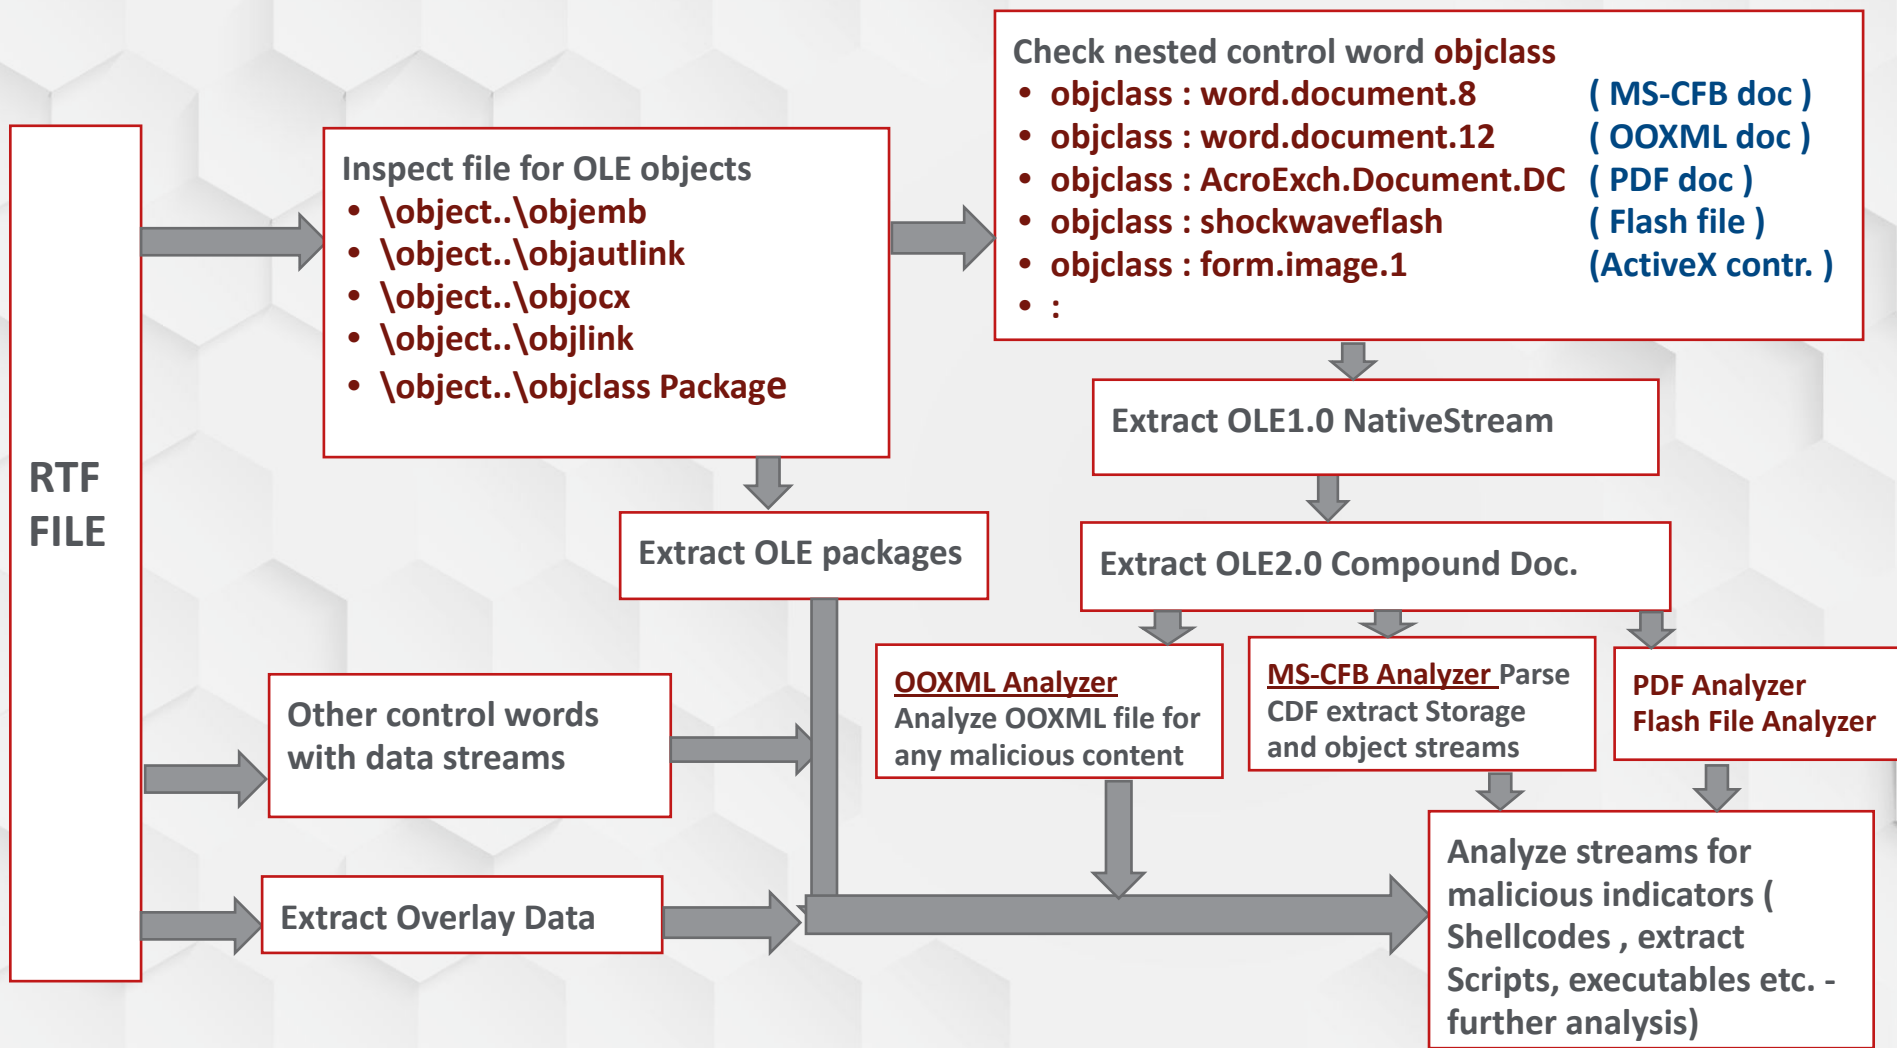 RTF
FILE
Inspect file for OLE objects
• \object..\objemb
• \object..\objautlink
• \object..\objocx
• \object..\objlink
• \object..\objclass Package
Check nested control word objclass
• objclass : word.document.8 ( MS-CFB doc )
• objclass : word.document.12 ( OOXML doc )
• objclass : AcroExch.Document.DC ( PDF doc )
• objclass : shockwaveflash ( Flash file )
• objclass : form.image.1 (ActiveX contr. )
• :
Extract OLE1.0 NativeStream
Extract OLE packages
Extract OLE2.0 Compound Doc.
OOXML Analyzer
Analyze OOXML file for
any malicious content
MS-CFB Analyzer Parse
CDF extract Storage
and object streams
PDF Analyzer
Flash File Analyzer
Other control words
with data streams
Extract Overlay Data
Analyze streams for
malicious indicators (
Shellcodes , extract
Scripts, executables etc. -
further analysis)